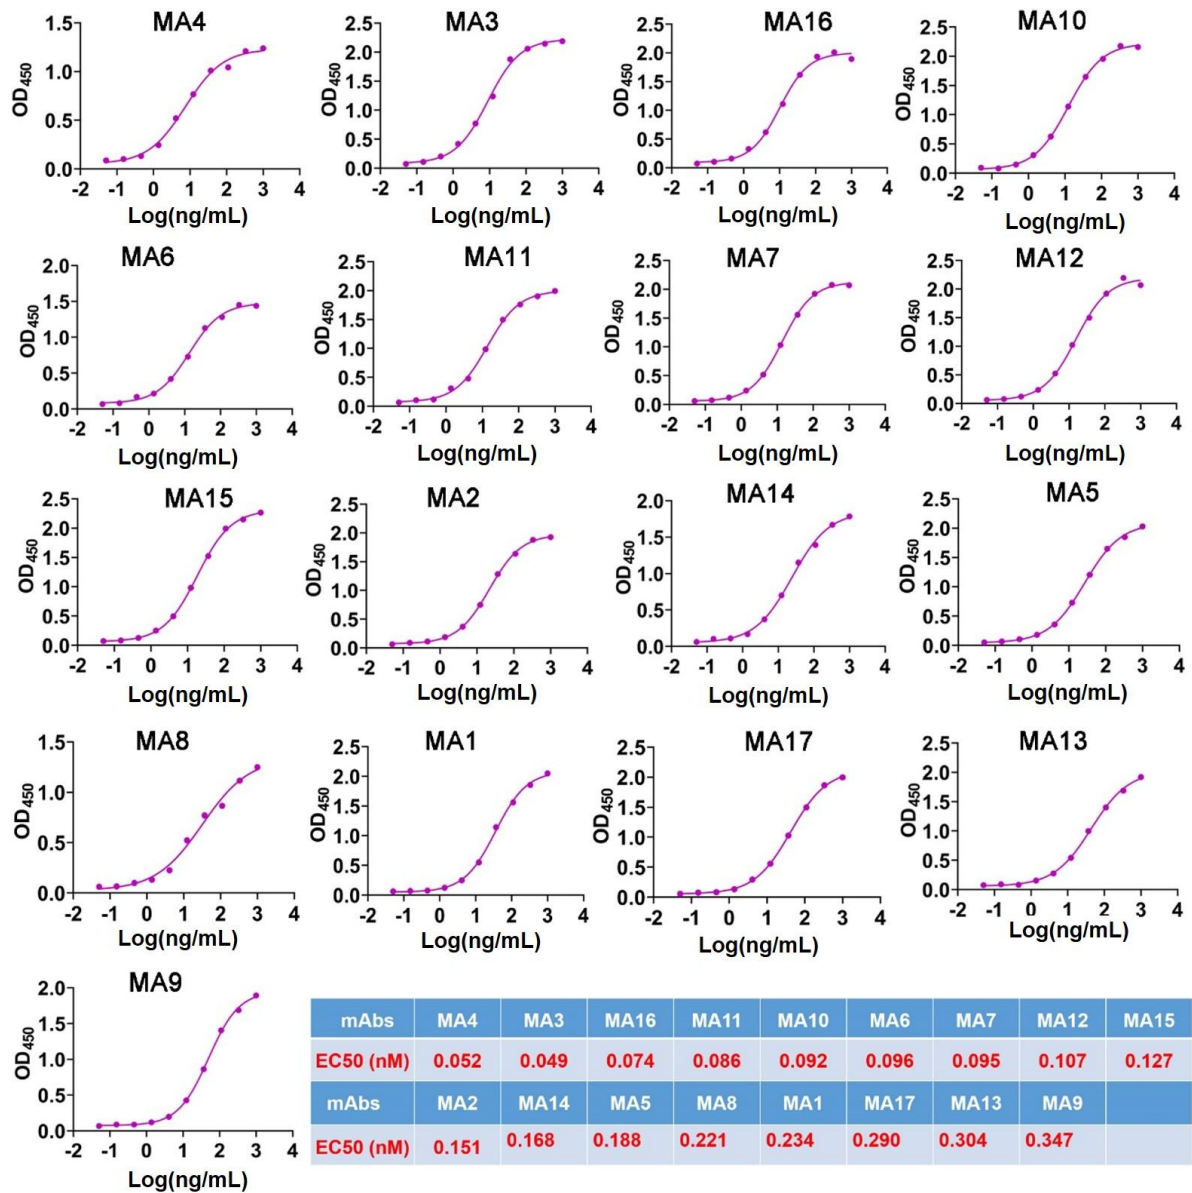 MA4
1.5
1.0
0.5
0.0
OD450
-2 -1 0 1 2 3 4
Log(ng/mL)
MA3
2.5
2.0
1.5
1.0
0.5
0.0
OD450
-2 -1 0 1 2 3 4
Log(ng/mL)
MA16
2.5
2.0
1.5
1.0
0.5
0.0
OD450
-2 -1 0 1 2 3 4
Log(ng/mL)
MA10
2.5
2.0
1.5
1.0
0.5
0.0
OD450
-2 -1 0 1 2 3 4
Log(ng/mL)
MA6
2.0
1.5
1.0
0.5
0.0
OD450
-2 -1 0 1 2 3 4
Log(ng/mL)
MA11
2.5
2.0
1.5
1.0
0.5
0.0
OD450
-2 -1 0 1 2 3 4
Log(ng/mL)
MA7
2.5
2.0
1.5
1.0
0.5
0.0
OD450
-2 -1 0 1 2 3 4
Log(ng/mL)
MA12
2.5
2.0
1.5
1.0
0.5
0.0
OD450
-2 -1 0 1 2 3 4
Log(ng/mL)
MA15
2.5
2.0
1.5
1.0
0.5
0.0
OD450
-2 -1 0 1 2 3 4
Log(ng/mL)
MA2
2.5
2.0
1.5
1.0
0.5
0.0
OD450
-2 -1 0 1 2 3 4
Log(ng/mL)
MA14
2.0
1.5
1.0
0.5
0.0
OD450
-2 -1 0 1 2 3 4
Log(ng/mL)
MA5
2.5
2.0
1.5
1.0
0.5
0.0
OD450
-2 -1 0 1 2 3 4
Log(ng/mL)
MA8
1.5
1.0
0.5
0.0
OD450
-2 -1 0 1 2 3 4
Log(ng/mL)
MA1
2.5
2.0
1.5
1.0
0.5
0.0
OD450
-2 -1 0 1 2 3 4
Log(ng/mL)
MA17
2.5
2.0
1.5
1.0
0.5
0.0
OD450
-2 -1 0 1 2 3 4
Log(ng/mL)
MA13
2.5
2.0
1.5
1.0
0.5
0.0
OD450
-2 -1 0 1 2 3 4
Log(ng/mL)
MA9
2.0
1.5
1.0
0.5
0.0
OD450
-2 -1 0 1 2 3 4
Log(ng/mL)
mAbs MA4 MA3 MA16 MA11 MA10 MA6 MA7 MA12 MA15
EC50 (nM) 0.052 0.049 0.074 0.086 0.092 0.096 0.095 0.107 0.127
mAbs MA2 MA14 MA5 MA8 MA1 MA17 MA13 MA9
EC50 (nM) 0.151 0.168 0.188 0.221 0.234 0.290 0.304 0.347